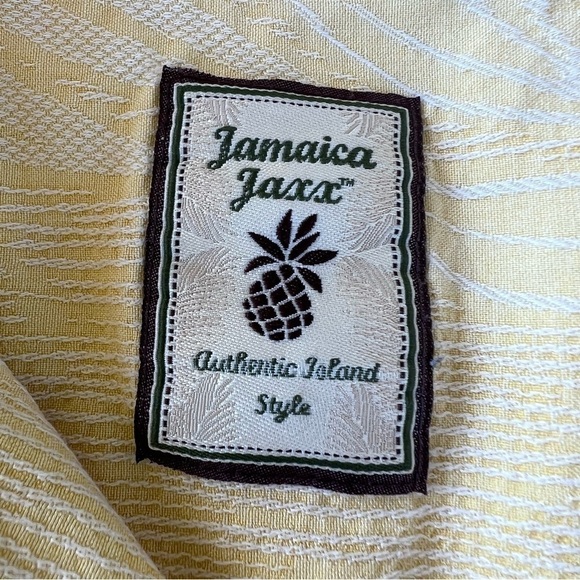 Jamaica
Jaxx™
Authentic Island
Style